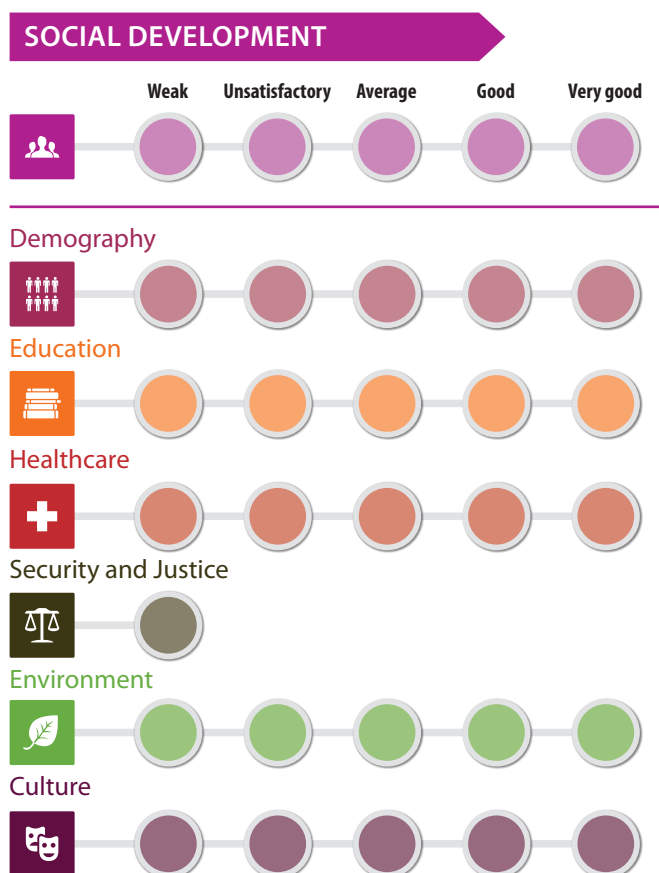 SOCIAL DEVELOPMENT
Weak Unsatisfactory Average Good Very good
Demography
Education
Healthcare
Security and Justice
Environment
Culture